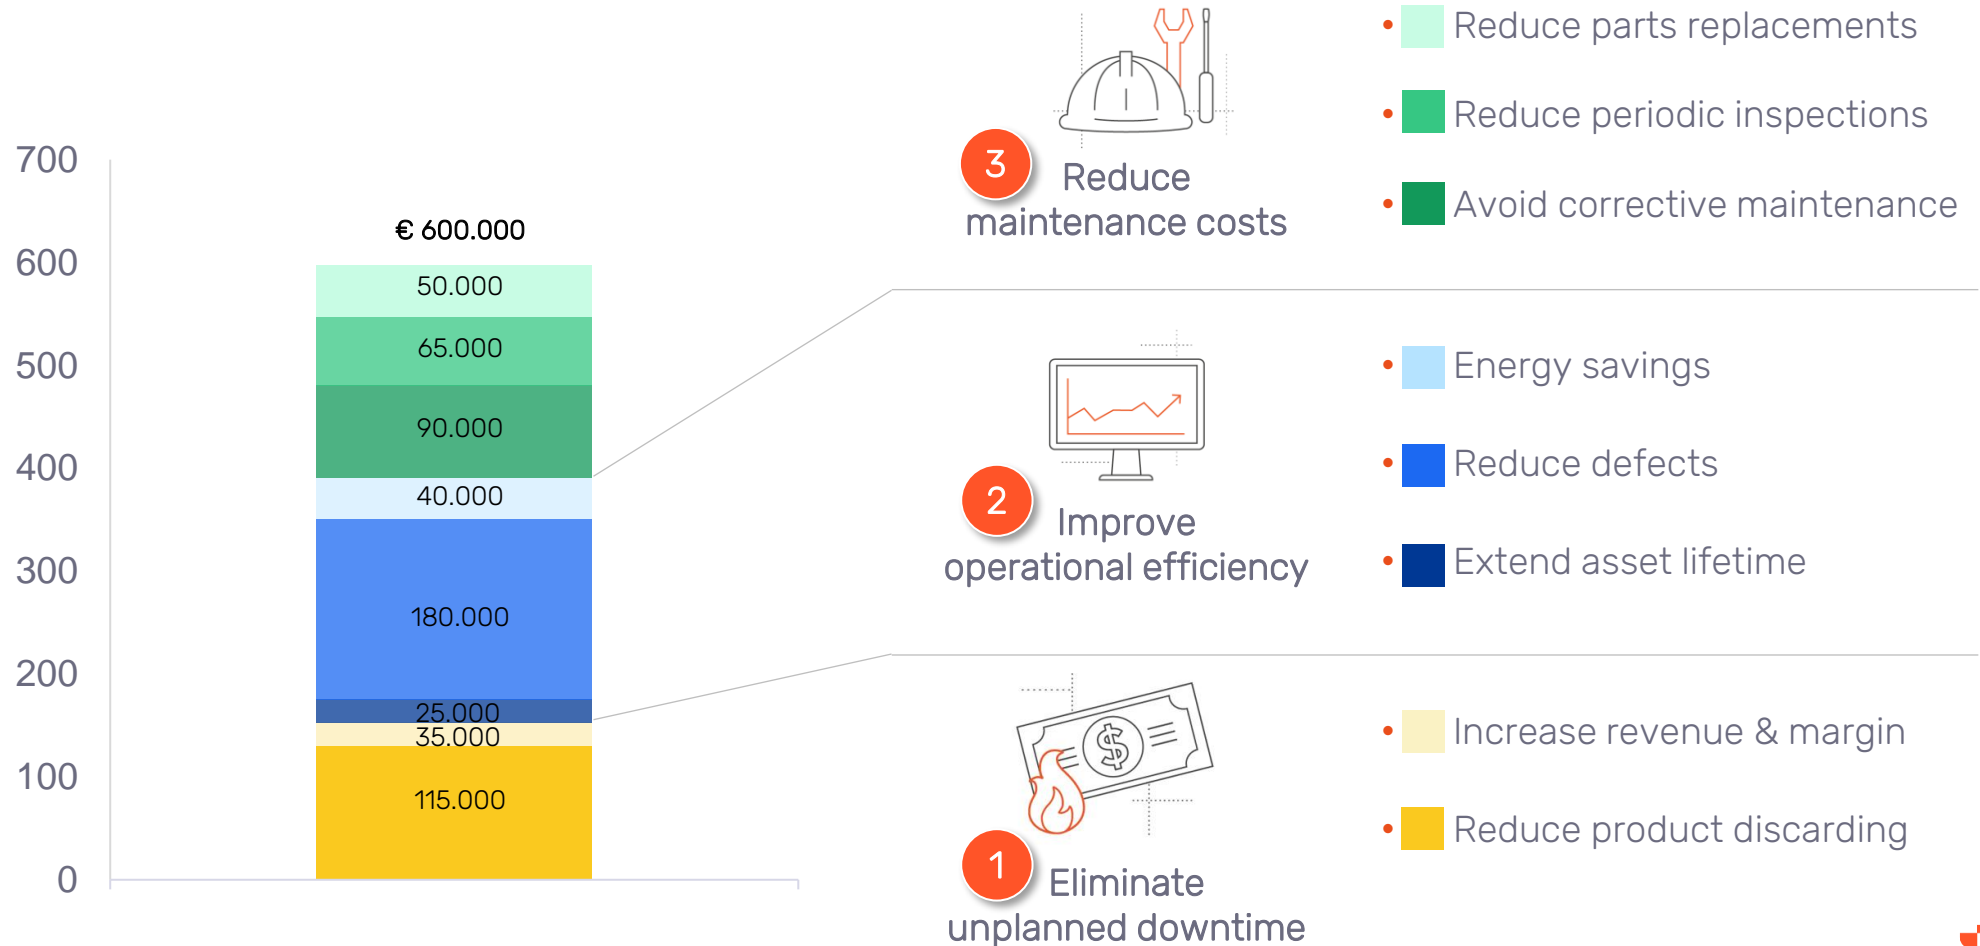 700
600
500
400
300
200
100
0
€ 600.000
50.000
65.000
90.000
40.000
180.000
25.000
35.000
115.000
3
Reduce
maintenance costs
• Reduce parts replacements
• Reduce periodic inspections
• Avoid corrective maintenance
2
Improve
operational efficiency
• Energy savings
• Reduce defects
• Extend asset lifetime
$
1
Eliminate
unplanned downtime
• Increase revenue & margin
• Reduce product discarding